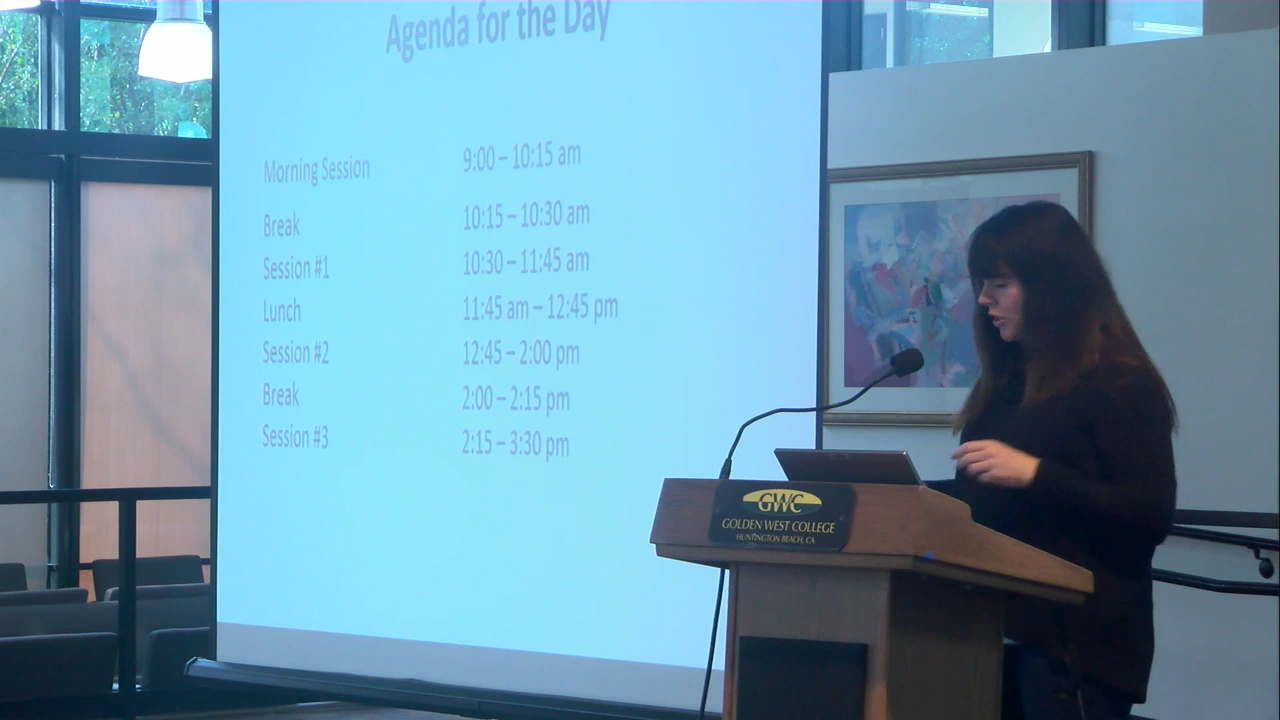 Agenda for the Day
Morning Session 9:00 – 10:15 am
Break 10:15 – 10:30 am
Session #1 10:30 – 11:45 am
Lunch 11:45 am – 12:45 pm
Session #2 12:45 – 2:00 pm
Break 2:00 – 2:15 pm
Session #3 2:15 – 3:30 pm
GWC
GOLDEN WEST COLLEGE
HUNTINGTON BEACH, CA